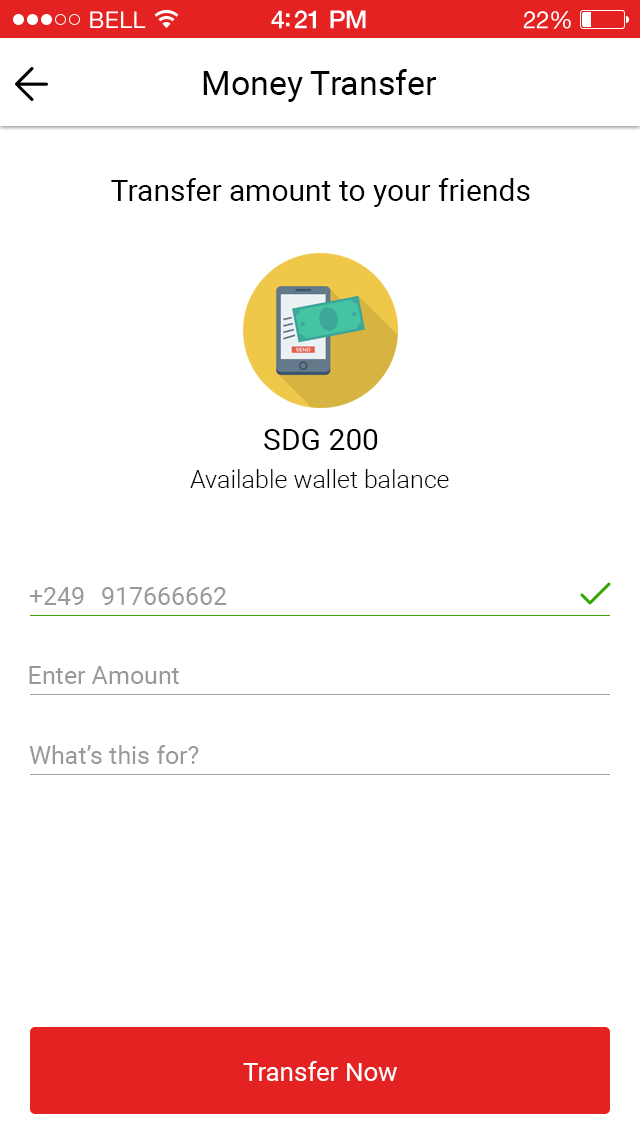 BELL 4:21 PM 22%
Money Transfer
Transfer amount to your friends
SEND
SDG 200
Available wallet balance
+249 917666662
Enter Amount
What’s this for?
Transfer Now